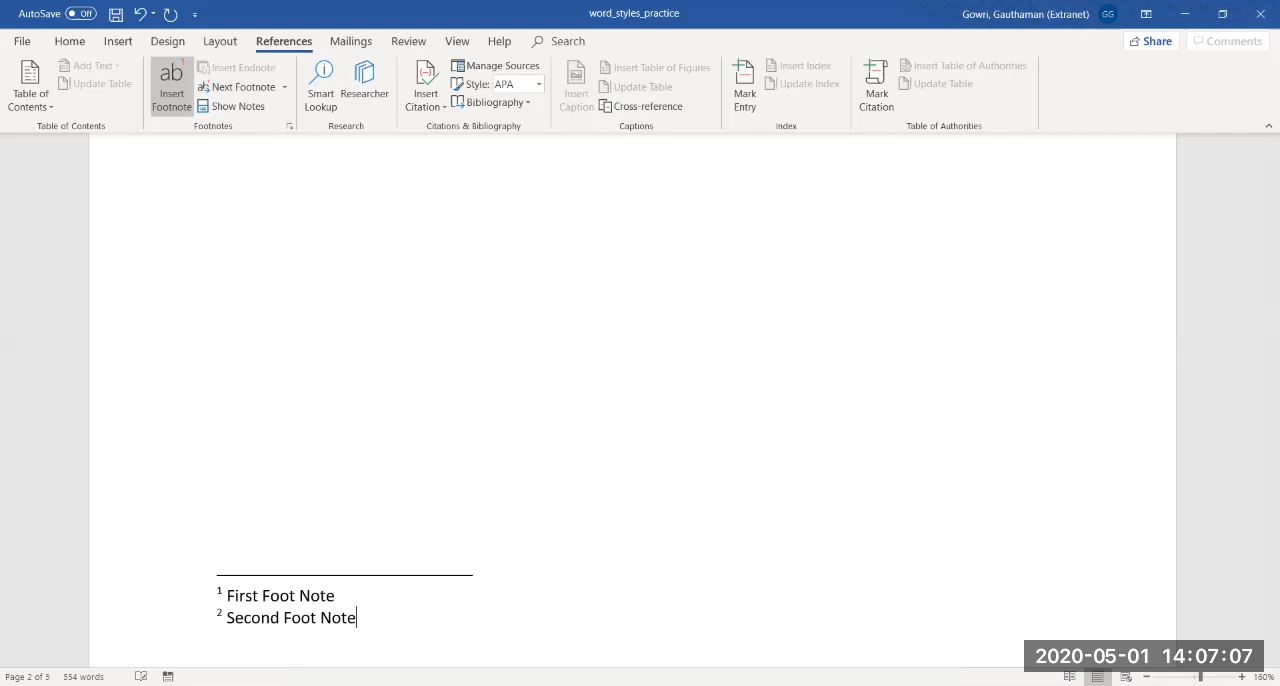 AutoSave Off word_styles_practice Gowri, Gauthaman (Extranet) GG
File Home Insert Design Layout References Mailings Review View Help Search Share Comments
Table of Contents
Add Text
Update Table
Table of Contents
ab
1
Insert Footnote
Insert Endnote
Next Footnote
Show Notes
Footnotes
Smart Lookup
Researcher
Research
Insert Citation
Manage Sources
Style: APA
Bibliography
Citations & Bibliography
Insert Caption
Insert Table of Figures
Update Table
Cross-reference
Captions
Mark Entry
Insert Index
Update Index
Index
Mark Citation
Insert Table of Authorities
Update Table
Table of Authorities
1 First Foot Note
2 Second Foot Note
2020-05-01 14:07:07
Page 2 of 5 554 words 160%